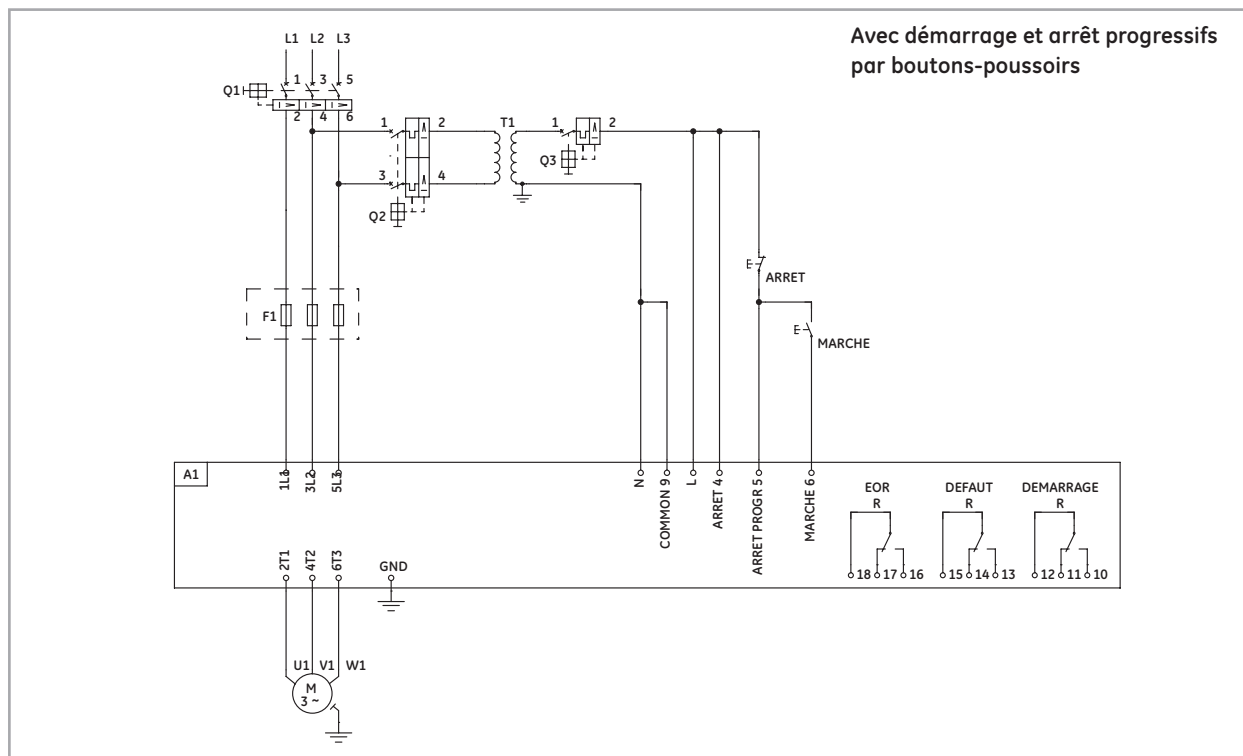 Avec démarrage et arrêt progressifs
par boutons-poussoirs
L1 L2 L3
Q1 1 3 5
2 4 6
1 2 T1 1 2
Q3
3 4
Q2
ARRET
F1
MARCHE
A1
1L1 3L2 5L3 N COMMON 9 L ARRET 4 ARRET PROGR 5 MARCHE 6
EOR DEFAUT DEMARRAGE
R R R
2T1 4T2 6T3 GND
18 17 16 15 14 13 12 11 10
U1 V1 W1
M
3 ~